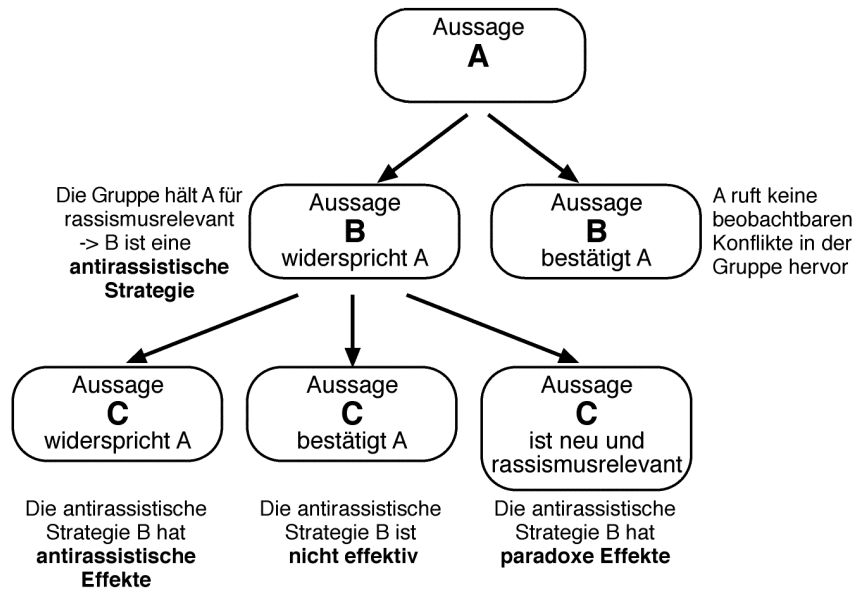 Aussage
A
Die Gruppe hält A für
rassismusrelevant
-> B ist eine
antirassistische
Strategie
Aussage
B
widerspricht A
Aussage
B
bestätigt A
A ruft keine
beobachtbaren
Konflikte in der
Gruppe hervor
Aussage
C
widerspricht A
Aussage
C
bestätigt A
Aussage
C
ist neu und
rassismusrelevant
Die antirassistische
Strategie B hat
antirassistische
Effekte
Die antirassistische
Strategie B ist
nicht effektiv
Die antirassistische
Strategie B hat
paradoxe Effekte